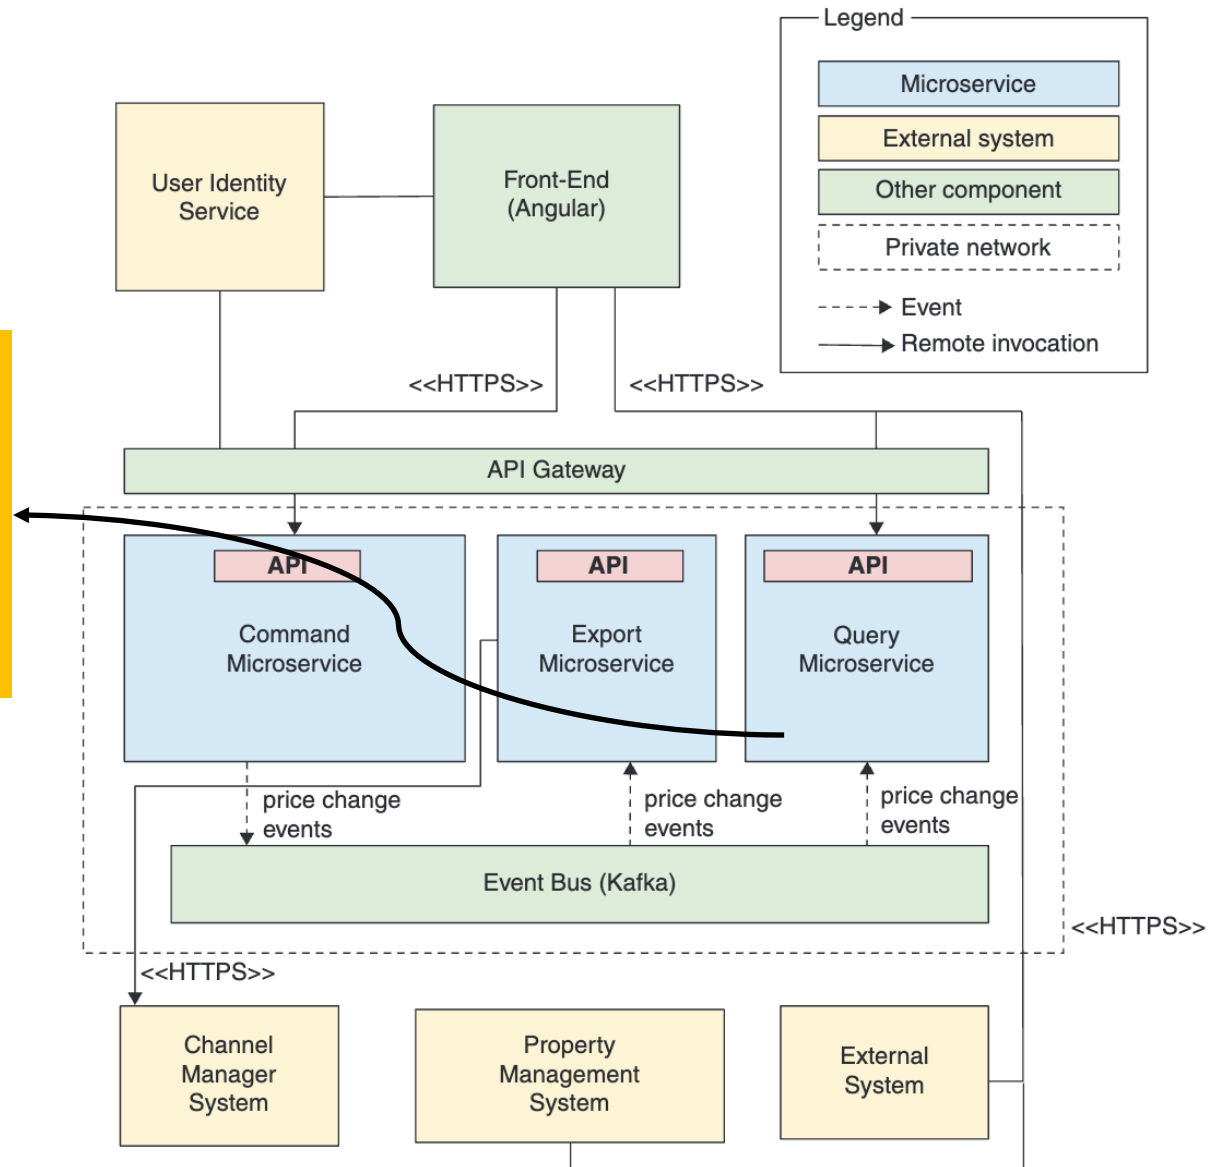 Legend
Microservice
External system
Other component
Private network
Event
Remote invocation
User Identity
Service
Front-End
(Angular)
<<HTTPS>>
<<HTTPS>>
API Gateway
API
API
API
Command
Microservice
Export
Microservice
Query
Microservice
price change
events
price change
events
price change
events
Event Bus (Kafka)
<<HTTPS>>
<<HTTPS>>
Channel
Manager
System
Property
Management
System
External
System